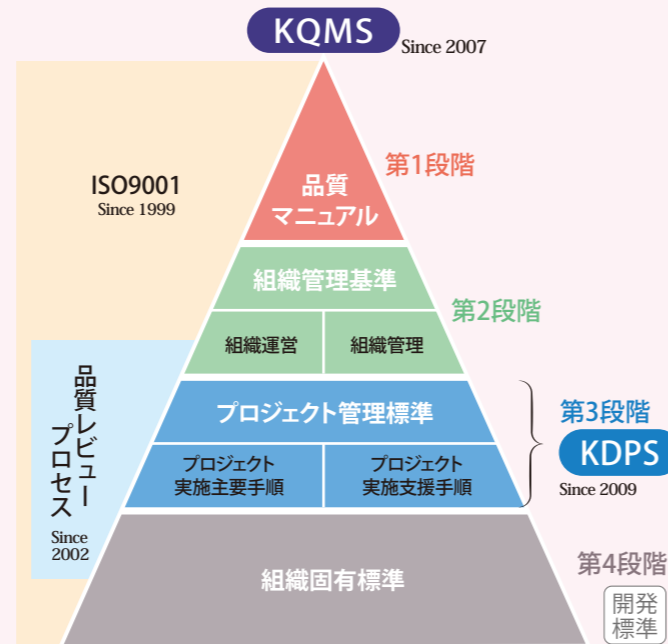 KQMS
Since 2007
ISO9001
Since 1999
品質
マニュアル
第1段階
組織管理基準
組織運営
組織管理
第2段階
品質レビュー
プロセス
Since
2002
プロジェクト管理標準
プロジェクト
実施主要手順
プロジェクト
実施支援手順
第3段階
KDPS
Since 2009
組織固有標準
第4段階
開発
標準